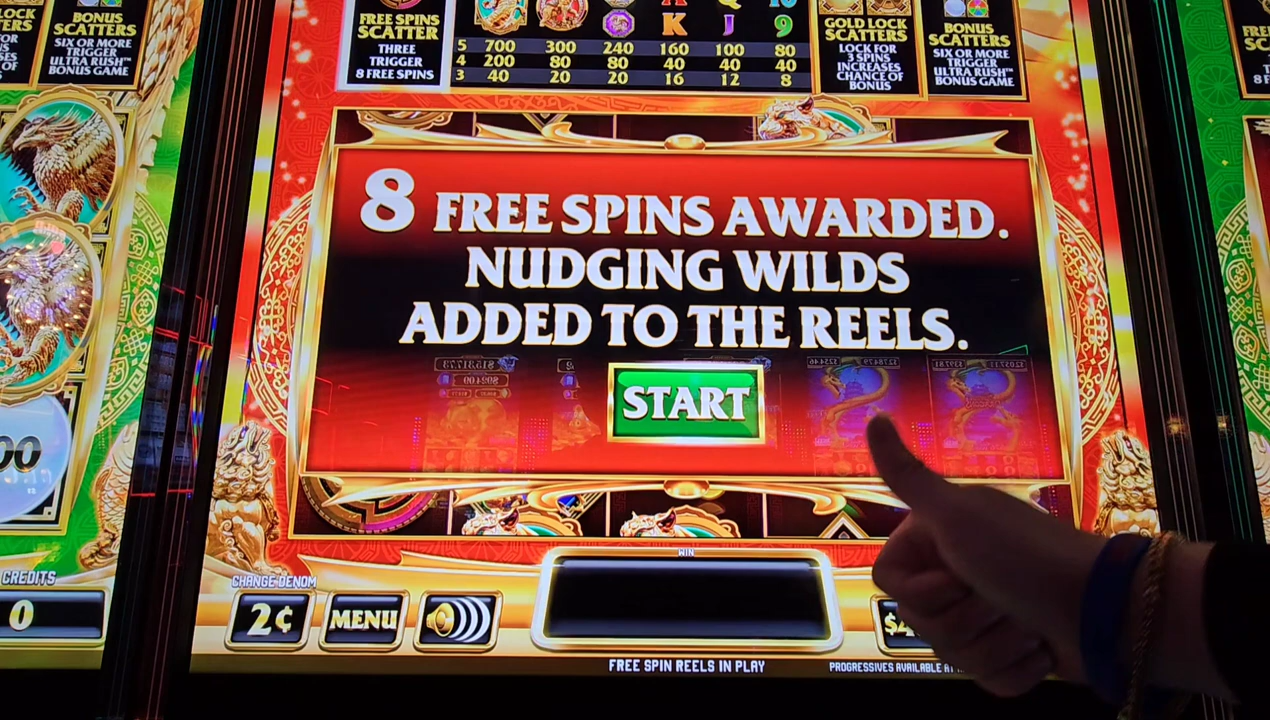 FREE SPINS
SCATTER
THREE
TRIGGER
8 FREE SPINS
K J 9
5 700 300 240 160 100 80
4 200 80 80 40 40 40
3 40 20 20 16 12 8
GOLD LOCK
SCATTERS
LOCK FOR
3 SPINS
INCREASES
CHANCE OF
BONUS
BONUS
SCATTERS
SIX OR MORE
TRIGGER
ULTRA RUSH™
BONUS GAME
BONUS
SCATTERS
SIX OR MORE
TRIGGER
ULTRA RUSH™
BONUS GAME
8 FREE SPINS AWARDED.
NUDGING WILDS
ADDED TO THE REELS.
START
CREDITS
0
CHANGE DENOM
2¢
MENU
WIN
FREE SPIN REELS IN PLAY
PROGRESSIVES AVAILABLE